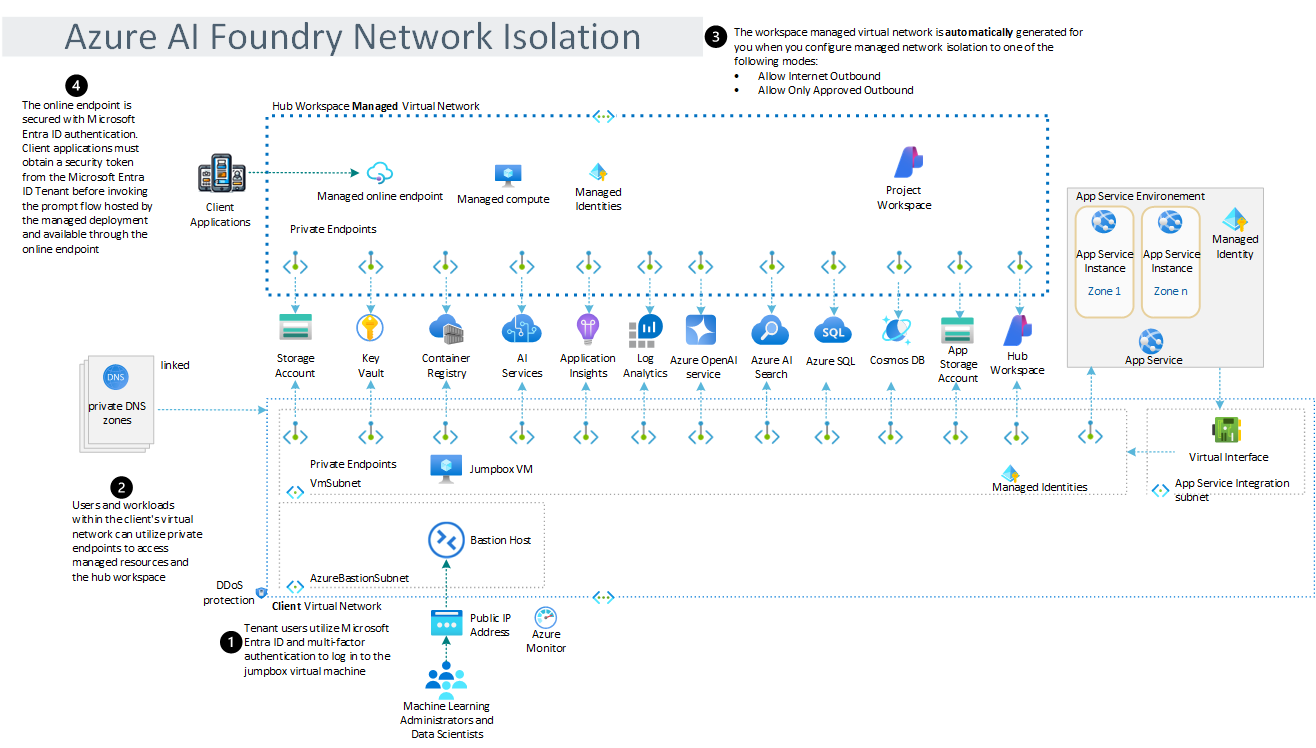 Azure AI Foundry Network Isolation
3
The workspace managed virtual network is automatically generated for
you when you configure managed network isolation to one of the
following modes:
• Allow Internet Outbound
• Allow Only Approved Outbound
4
The online endpoint is
secured with Microsoft
Entra ID authentication.
Client applications must
obtain a security token
from the Microsoft Entra
ID Tenant before invoking
the prompt flow hosted by
the managed deployment
and available through the
online endpoint
Hub Workspace Managed Virtual Network
Client
Applications
Managed online endpoint
Managed compute
Managed
Identities
Project
Workspace
Private Endpoints
App Service Environement
App Service
Instance
Zone 1
App Service
Instance
Zone n
Managed
Identity
App Service
Storage
Account
Key
Vault
Container
Registry
AI
Services
Application
Insights
Log
Analytics
Azure OpenAI
service
Azure AI
Search
SQL
Azure SQL
Cosmos DB
App
Storage
Account
Hub
Workspace
DNS
private DNS
zones
linked
Private Endpoints
VmSubnet
Jumpbox VM
Managed Identities
Virtual Interface
App Service Integration
subnet
2
Users and workloads
within the client's virtual
network can utilize private
endpoints to access
managed resources and
the hub workspace
Bastion Host
AzureBastionSubnet
DDoS
protection
Client Virtual Network
1
Tenant users utilize Microsoft
Entra ID and multi-factor
authentication to log in to the
jumpbox virtual machine
Public IP
Address
Azure
Monitor
Machine Learning
Administrators and
Data Scientists